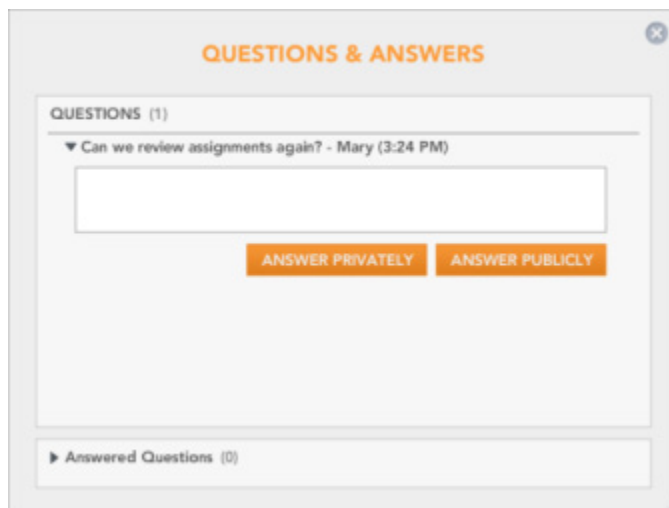 QUESTIONS & ANSWERS
QUESTIONS (1)
Can we review assignments again? - Mary (3:24 PM)
ANSWER PRIVATELY ANSWER PUBLICLY
Answered Questions (0)